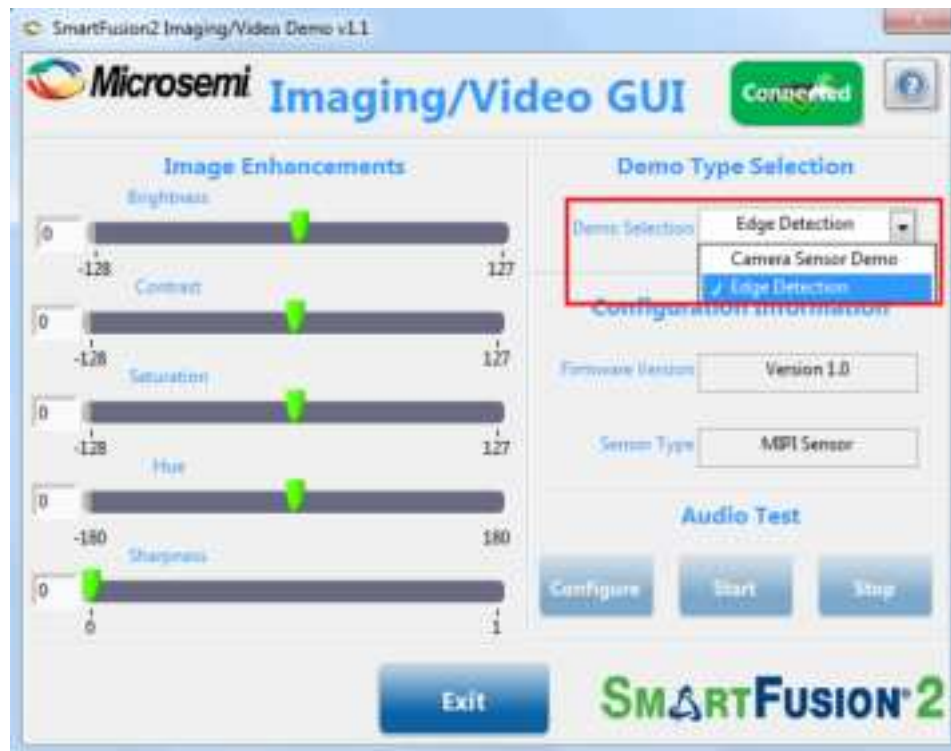 SmartFusion2 Imaging/Video Demo v1.1
Microsemi
Imaging/Video GUI
Connected
?
Image Enhancements
Brightness
0
-128
127
Contrast
0
-128
127
Saturation
0
-128
127
Hue
0
-180
180
Sharpness
0
0
1
Demo Type Selection
Demo Selection
Edge Detection
Camera Sensor Demo
Edge Detection
Configuration Information
Firmware Version
Version 1.0
Sensor Type
MIPI Sensor
Audio Test
Configure
Start
Stop
Exit
SMARTFUSION®2